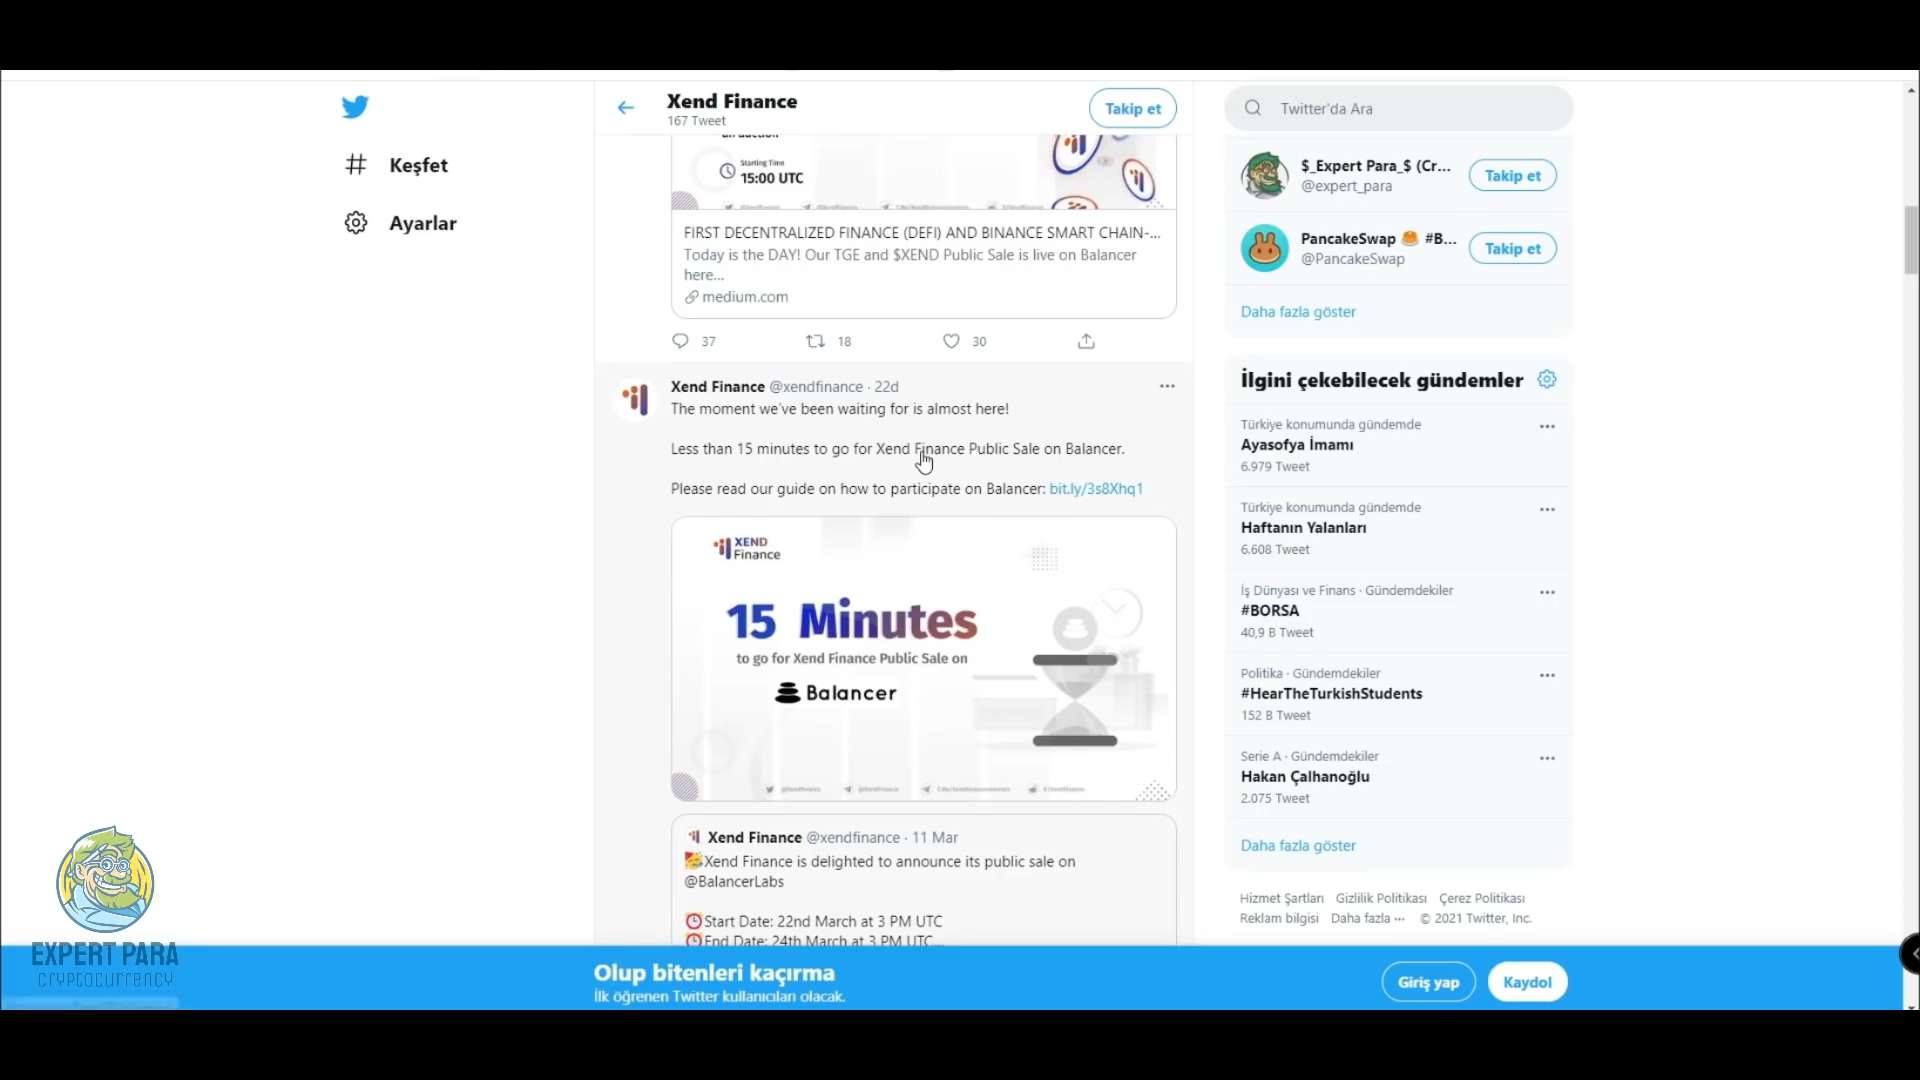 Keşfet
Ayarlar
Xend Finance
167 Tweet
Takip et
Starting Time
15:00 UTC
FIRST DECENTRALIZED FINANCE (DEFI) AND BINANCE SMART CHAIN-...
Today is the DAY! Our TGE and $XEND Public Sale is live on Balancer
here...
medium.com
37 18 30
Xend Finance @xendfinance · 22d
The moment we've been waiting for is almost here!
Less than 15 minutes to go for Xend Finance Public Sale on Balancer.
Please read our guide on how to participate on Balancer: bit.ly/3s8Xhq1
XEND
Finance
15 Minutes
to go for Xend Finance Public Sale on
Balancer
Xend Finance @xendfinance · 11 Mar
🥳Xend Finance is delighted to announce its public sale on
@BalancerLabs
⏰Start Date: 22nd March at 3 PM UTC
⏰End Date: 24th March at 3 PM UTC...
Twitter'da Ara
$_Expert Para_$ (Cr...
@expert_para
Takip et
PancakeSwap 🥞 #B...
@PancakeSwap
Takip et
Daha fazla göster
İlgini çekebilecek gündemler
Türkiye konumunda gündemde
Ayasofya İmamı
6.979 Tweet
Türkiye konumunda gündemde
Haftanın Yalanları
6.608 Tweet
İş Dünyası ve Finans · Gündemdekiler
#BORSA
40,9 B Tweet
Politika · Gündemdekiler
#HearTheTurkishStudents
152 B Tweet
Serie A · Gündemdekiler
Hakan Çalhanoğlu
2.075 Tweet
Daha fazla göster
Hizmet Şartları Gizlilik Politikası Çerez Politikası
Reklam bilgisi Daha fazla ··· © 2021 Twitter, Inc.
EXPERT PARA
CRYPTOCURRENCY
Olup bitenleri kaçırma
İlk öğrenen Twitter kullanıcıları olacak.
Giriş yap
Kaydol